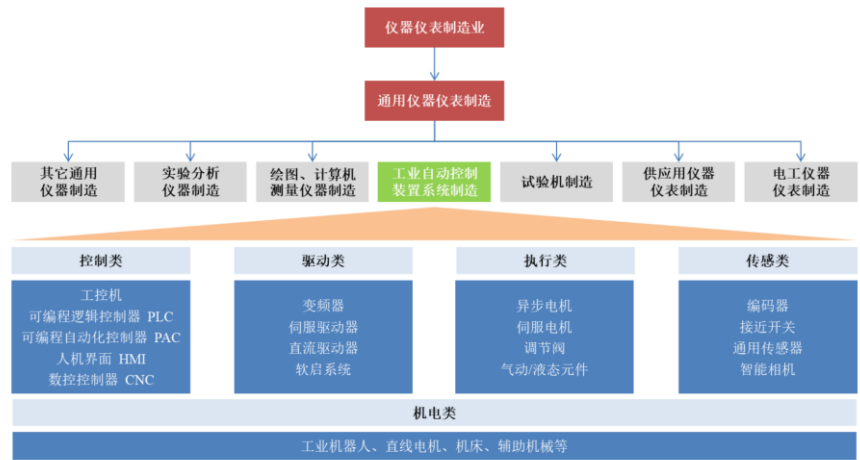 仪器仪表制造业
通用仪器仪表制造
其它通用
仪器制造
实验分析
仪器制造
绘图、计算机
测量仪器制造
工业自动控制
装置系统制造
试验机制造
供应用仪器
仪表制造
电工仪器
仪表制造
控制类
工控机
可编程逻辑控制器 PLC
可编程自动化控制器 PAC
人机界面 HMI
数控控制器 CNC
驱动类
变频器
伺服驱动器
直流驱动器
软启系统
执行类
异步电机
伺服电机
调节阀
气动/液态元件
传感类
编码器
接近开关
通用传感器
智能相机
机电类
工业机器人、直线电机、机床、辅助机械等